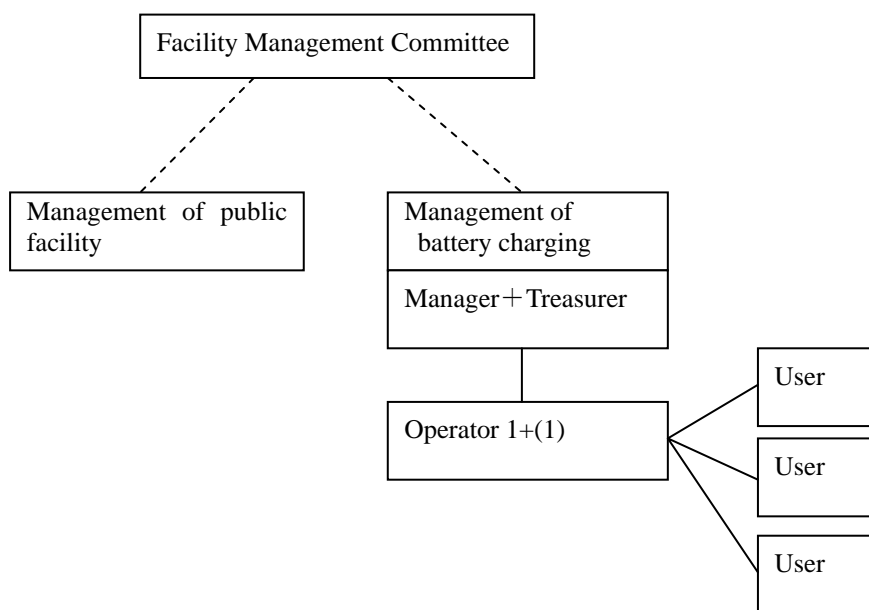 Facility Management Committee
Management of public
facility
Management of
battery charging
Manager+Treasurer
Operator 1+(1)
User
User
User